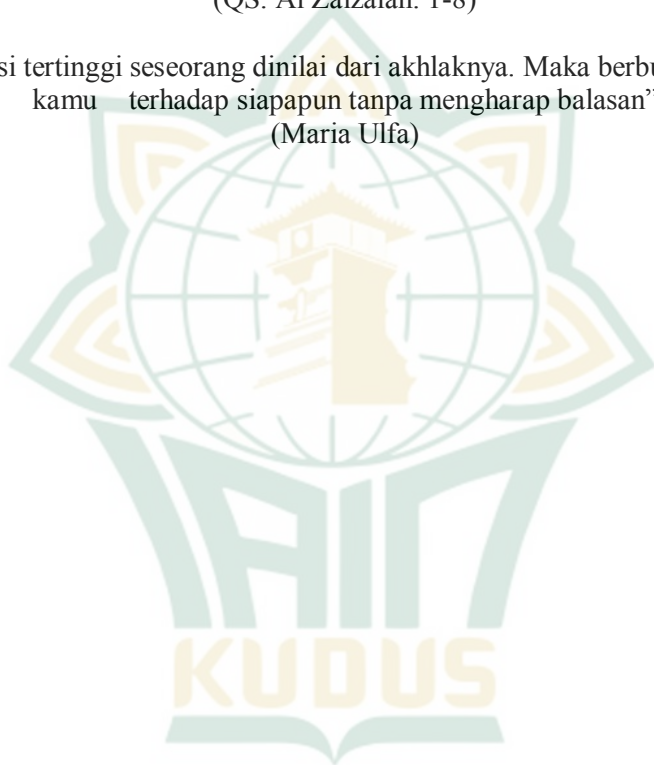 (QS. Al Zalzalah: 1-8)
si tertinggi seseorang dinilai dari akhlaknya. Maka berbu
kamu terhadap siapapun tanpa mengharap balasan”
(Maria Ulfa)
IAIN
KUDUS